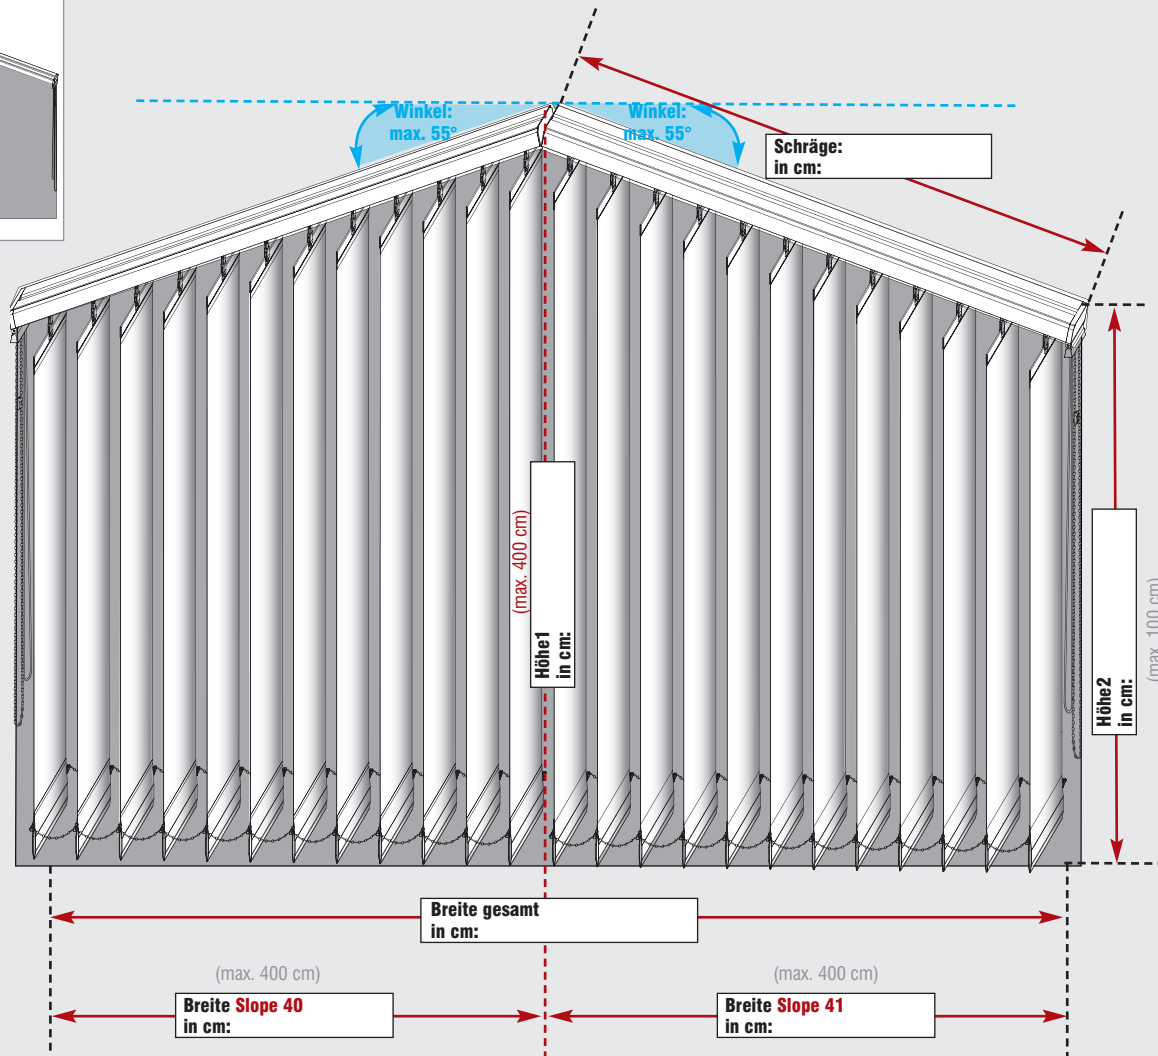 Winkel:
max. 55°
Winkel:
max. 55°
Schräge:
in cm:
(max. 400 cm)
Höhe1
in cm:
Höhe2
in cm:
(max. 100 cm)
Breite gesamt
in cm:
(max. 400 cm)
(max. 400 cm)
Breite Slope 40
in cm:
Breite Slope 41
in cm: